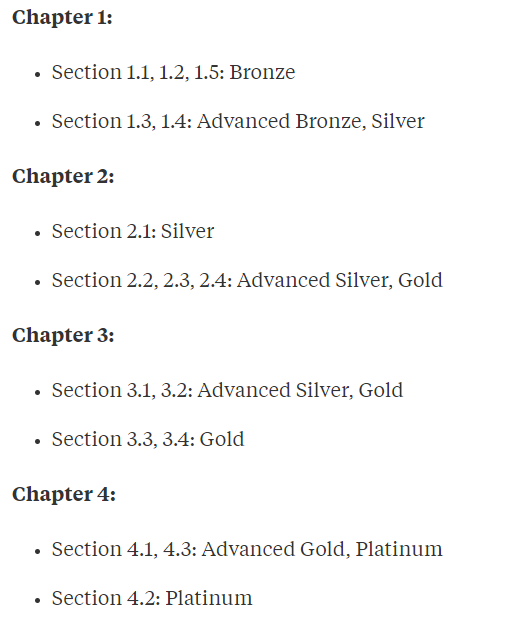 Chapter 1:
• Section 1.1, 1.2, 1.5: Bronze
• Section 1.3, 1.4: Advanced Bronze, Silver
Chapter 2:
• Section 2.1: Silver
• Section 2.2, 2.3, 2.4: Advanced Silver, Gold
Chapter 3:
• Section 3.1, 3.2: Advanced Silver, Gold
• Section 3.3, 3.4: Gold
Chapter 4:
• Section 4.1, 4.3: Advanced Gold, Platinum
• Section 4.2: Platinum